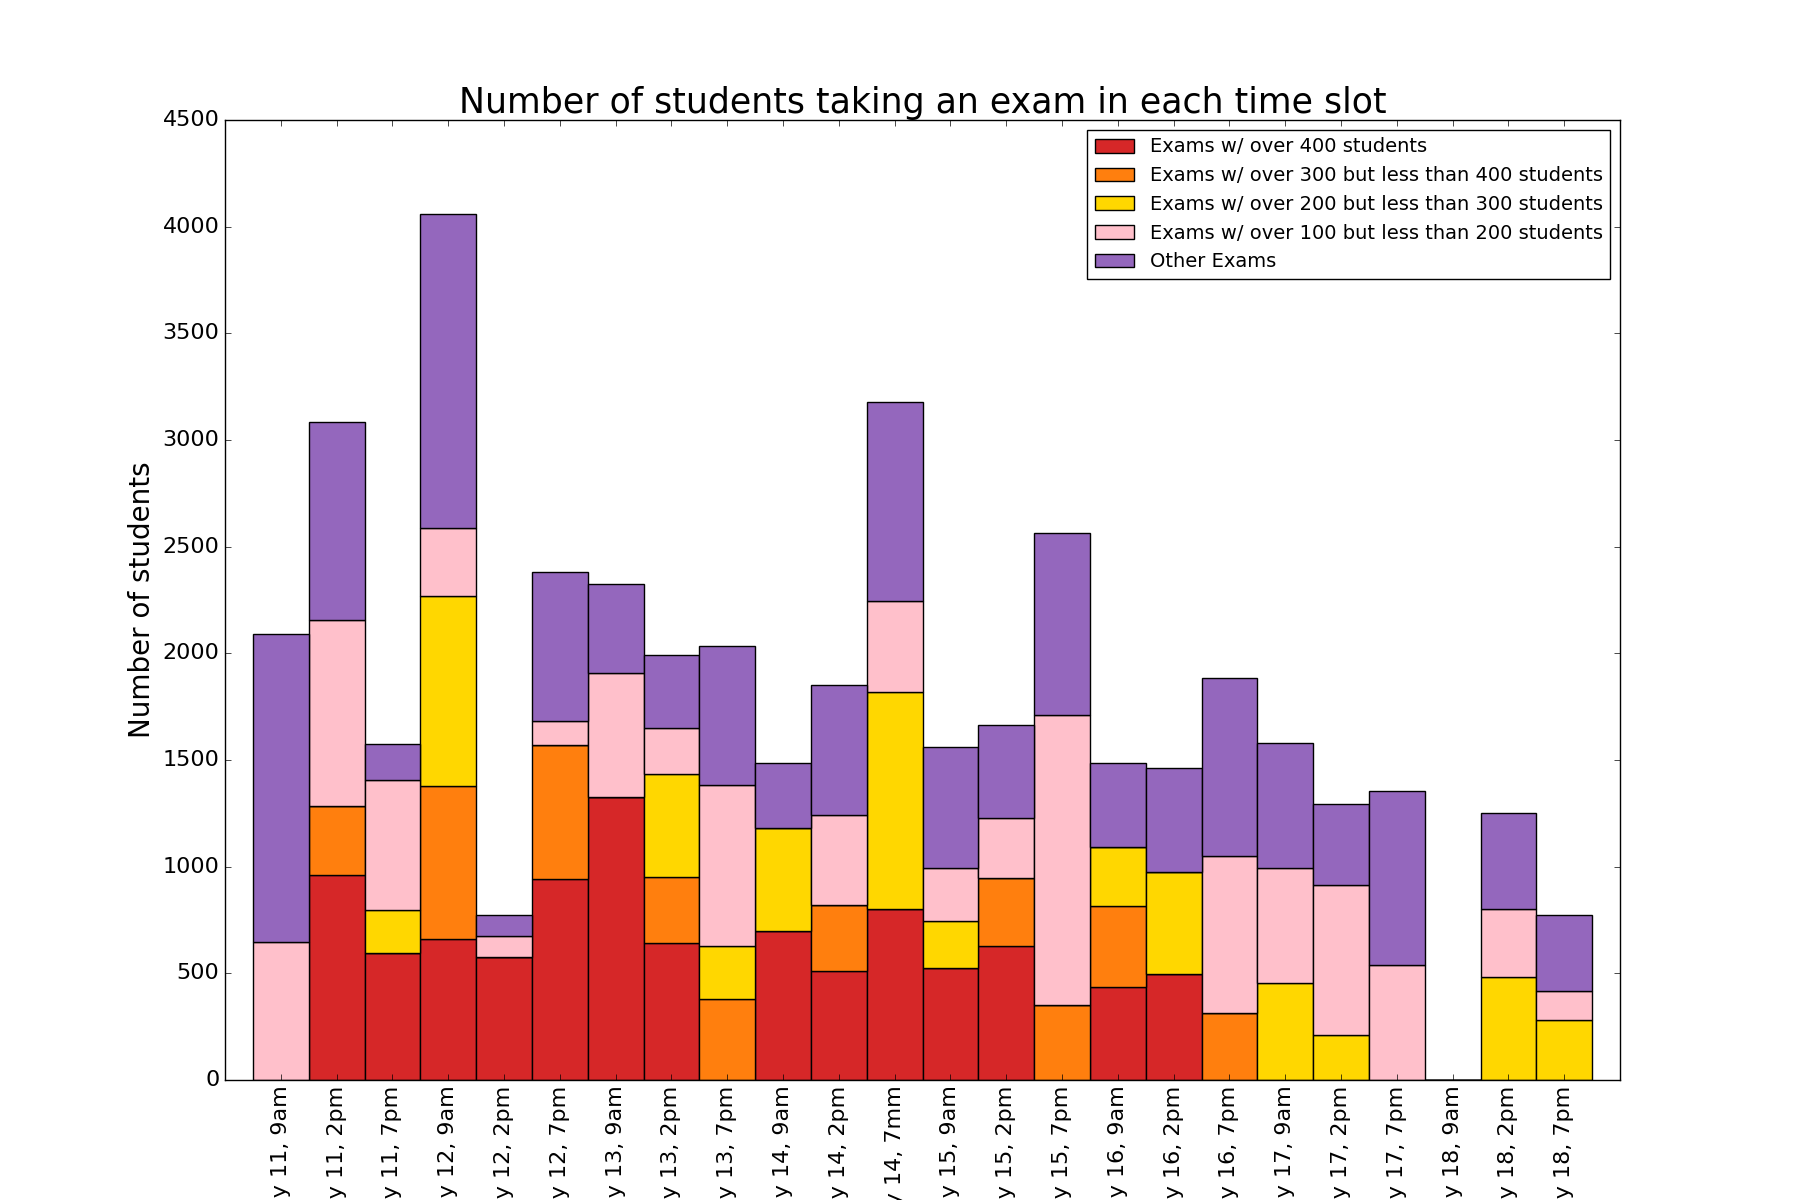 Number of students taking an exam in each time slot
Exams w/ over 400 students
Exams w/ over 300 but less than 400 students
Exams w/ over 200 but less than 300 students
Exams w/ over 100 but less than 200 students
Other Exams
Number of students
4500
4000
3500
3000
2500
2000
1500
1000
500
0
y 11, 9am
y 11, 2pm
y 11, 7pm
y 12, 9am
y 12, 2pm
y 12, 7pm
y 13, 9am
y 13, 2pm
y 13, 7pm
y 14, 9am
y 14, 2pm
y 14, 7mm
y 15, 9am
y 15, 2pm
y 15, 7pm
y 16, 9am
y 16, 2pm
y 16, 7pm
y 17, 9am
y 17, 2pm
y 17, 7pm
y 18, 9am
y 18, 2pm
y 18, 7pm